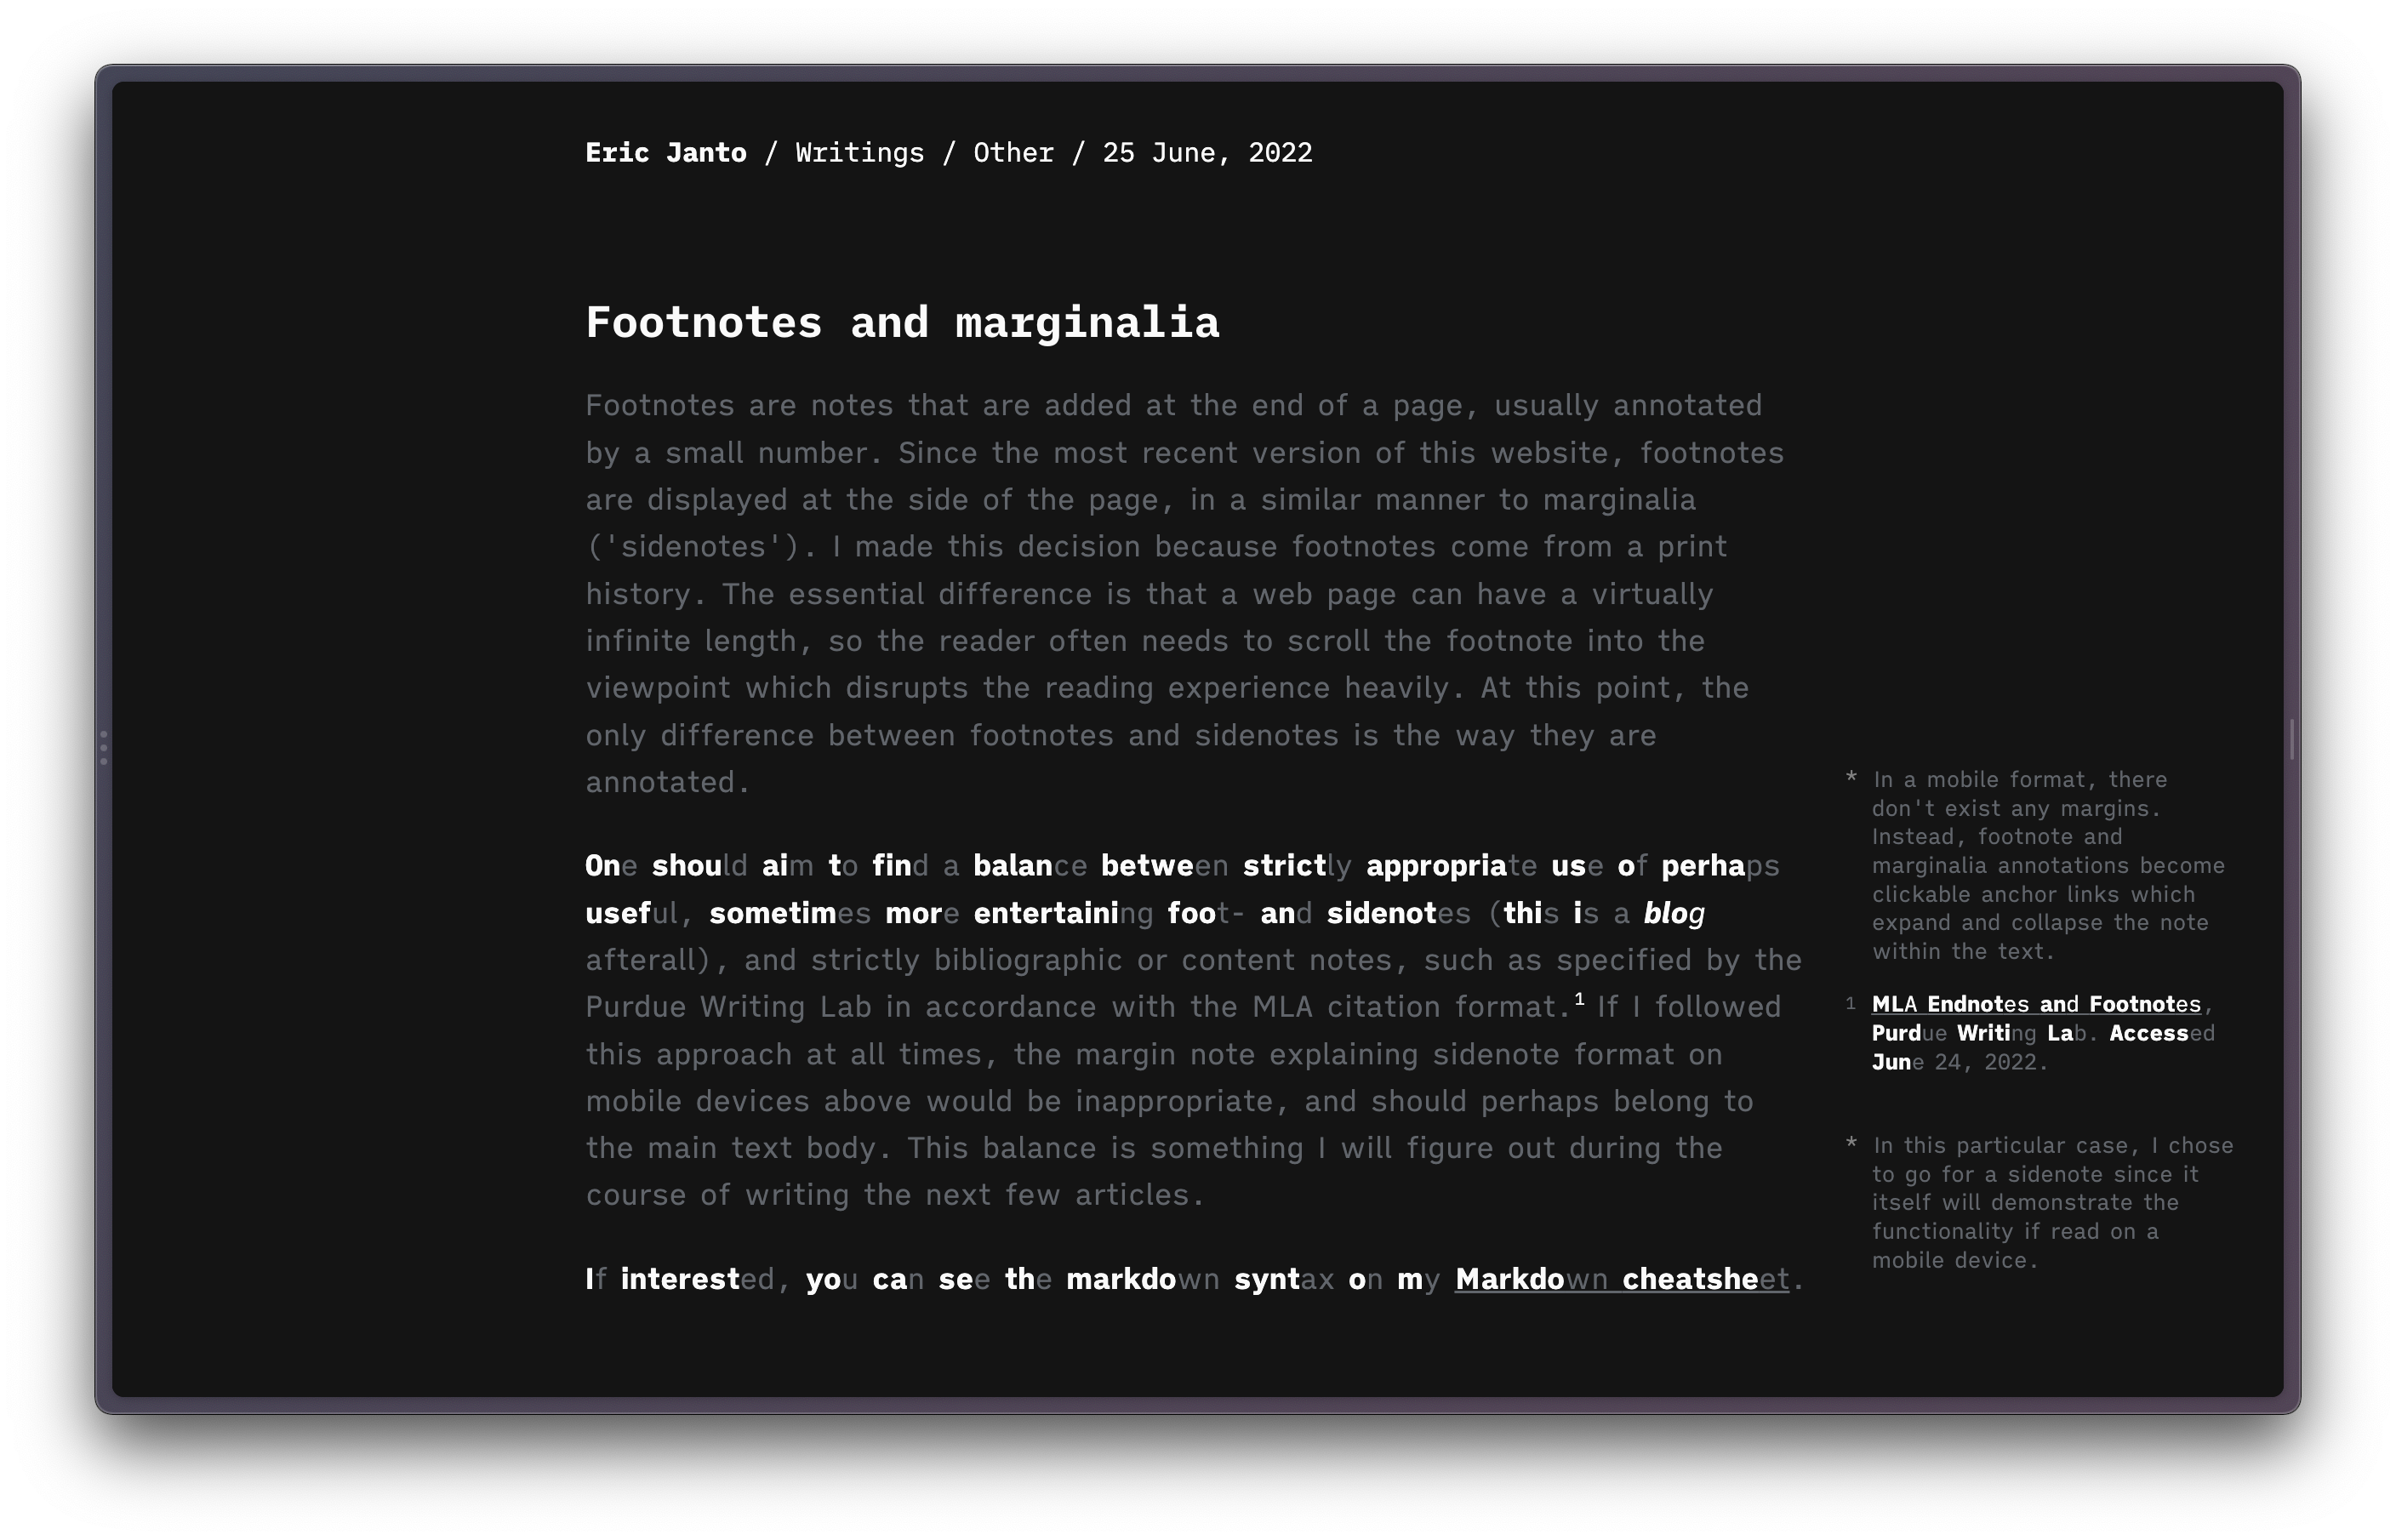 Eric Janto / Writings / Other / 25 June, 2022
Footnotes and marginalia
Footnotes are notes that are added at the end of a page, usually annotated
by a small number. Since the most recent version of this website, footnotes
are displayed at the side of the page, in a similar manner to marginalia
('sidenotes'). I made this decision because footnotes come from a print
history. The essential difference is that a web page can have a virtually
infinite length, so the reader often needs to scroll the footnote into the
viewpoint which disrupts the reading experience heavily. At this point, the
only difference between footnotes and sidenotes is the way they are
annotated.
One should aim to find a balance between strictly appropriate use of perhaps
useful, sometimes more entertaining foot- and sidenotes (this is a blog
afterall), and strictly bibliographic or content notes, such as specified by the
Purdue Writing Lab in accordance with the MLA citation format.1 If I followed
this approach at all times, the margin note explaining sidenote format on
mobile devices above would be inappropriate, and should perhaps belong to
the main text body. This balance is something I will figure out during the
course of writing the next few articles.
If interested, you can see the markdown syntax on my Markdown cheatsheet.
* In a mobile format, there
don't exist any margins.
Instead, footnote and
marginalia annotations become
clickable anchor links which
expand and collapse the note
within the text.
1 MLA Endnotes and Footnotes,
Purdue Writing Lab. Accessed
June 24, 2022.
* In this particular case, I chose
to go for a sidenote since it
itself will demonstrate the
functionality if read on a
mobile device.